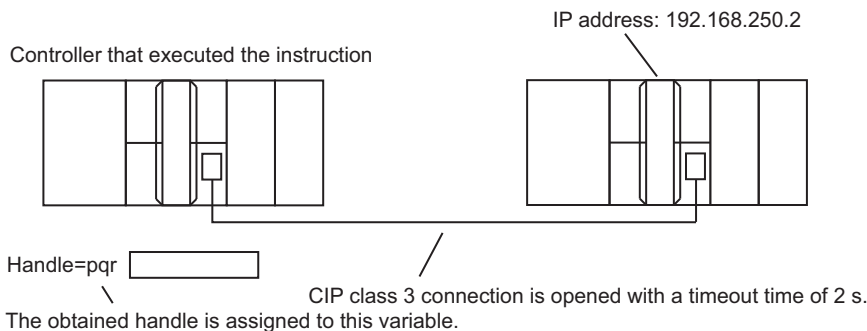 IP address: 192.168.250.2
Controller that executed the instruction
Handle=pqr
CIP class 3 connection is opened with a timeout time of 2 s.
The obtained handle is assigned to this variable.